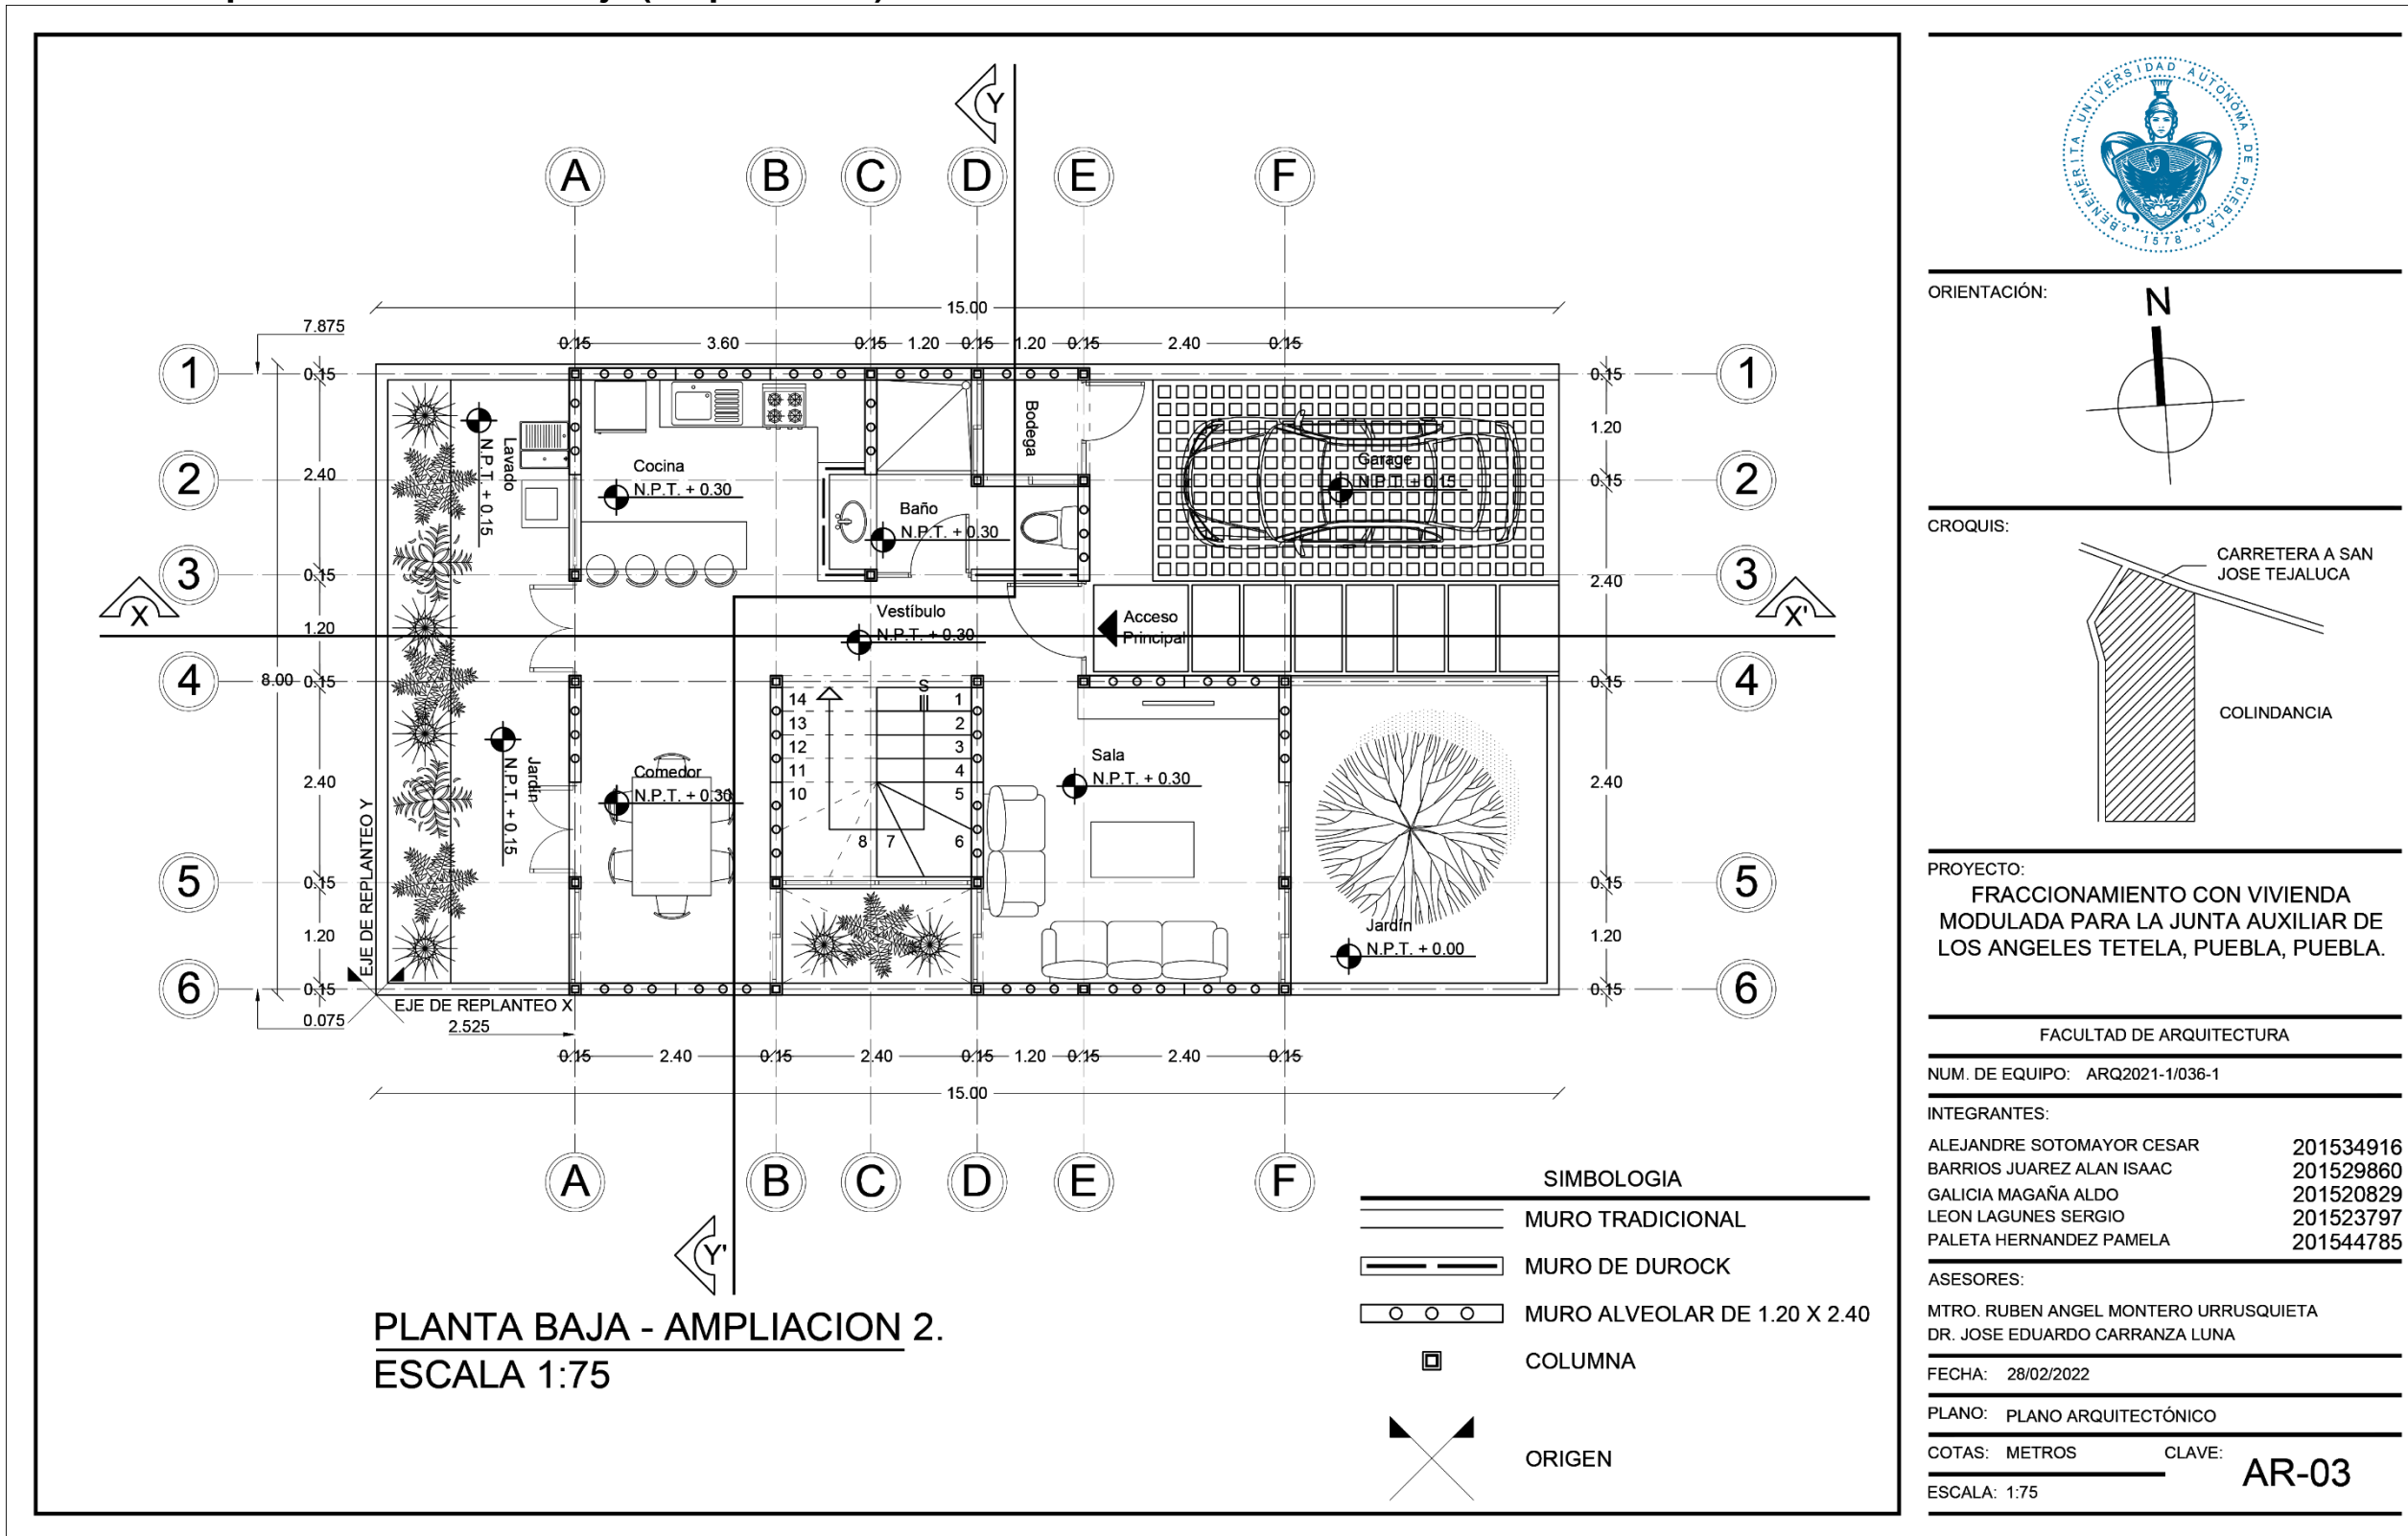 Y
A B C D E F
15.00
7.875
0.15 3.60 0.15 1.20 0.15 1.20 0.15 2.40 0.15
1 0.15 0.15 1
Bodega
Lavado
N.P.T. + 0.15
1.20
Cocina
N.P.T. + 0.30
Garage
N.P.T. + 0.15
2 2.40 0.15 2
Baño
N.P.T. + 0.30
3 0.15 2.40 3
X X'
Vestíbulo
N.P.T. + 0.30
Acceso
Principal
1.20
4 8.00 0.15 0.15 4
S
14 1
13 2
12 3
11 4
10 5
8 7 6
Sala
N.P.T. + 0.30
Comedor
N.P.T. + 0.30
Jardín
N.P.T. + 0.15
2.40 2.40
5 0.15 0.15 5
EJE DE REPLANTEO Y
1.20 1.20
Jardín
N.P.T. + 0.00
6 0.15 0.15 6
0.075
EJE DE REPLANTEO X
2.525
0.15 2.40 0.15 2.40 0.15 1.20 0.15 2.40 0.15
15.00
A B C D E F
Y'
PLANTA BAJA - AMPLIACION 2.
ESCALA 1:75
SIMBOLOGIA
MURO TRADICIONAL
MURO DE DUROCK
MURO ALVEOLAR DE 1.20 X 2.40
COLUMNA
ORIGEN
BENEMÉRITA UNIVERSIDAD AUTONÓMA DE PUEBLA
1578
ORIENTACIÓN:
N
CROQUIS:
CARRETERA A SAN
JOSE TEJALUCA
COLINDANCIA
PROYECTO:
FRACCIONAMIENTO CON VIVIENDA
MODULADA PARA LA JUNTA AUXILIAR DE
LOS ANGELES TETELA, PUEBLA, PUEBLA.
FACULTAD DE ARQUITECTURA
NUM. DE EQUIPO: ARQ2021-1/036-1
INTEGRANTES:
ALEJANDRE SOTOMAYOR CESAR 201534916
BARRIOS JUAREZ ALAN ISAAC 201529860
GALICIA MAGAÑA ALDO 201520829
LEON LAGUNES SERGIO 201523797
PALETA HERNANDEZ PAMELA 201544785
ASESORES:
MTRO. RUBEN ANGEL MONTERO URRUSQUIETA
DR. JOSE EDUARDO CARRANZA LUNA
FECHA: 28/02/2022
PLANO: PLANO ARQUITECTÓNICO
COTAS: METROS CLAVE: AR-03
ESCALA: 1:75